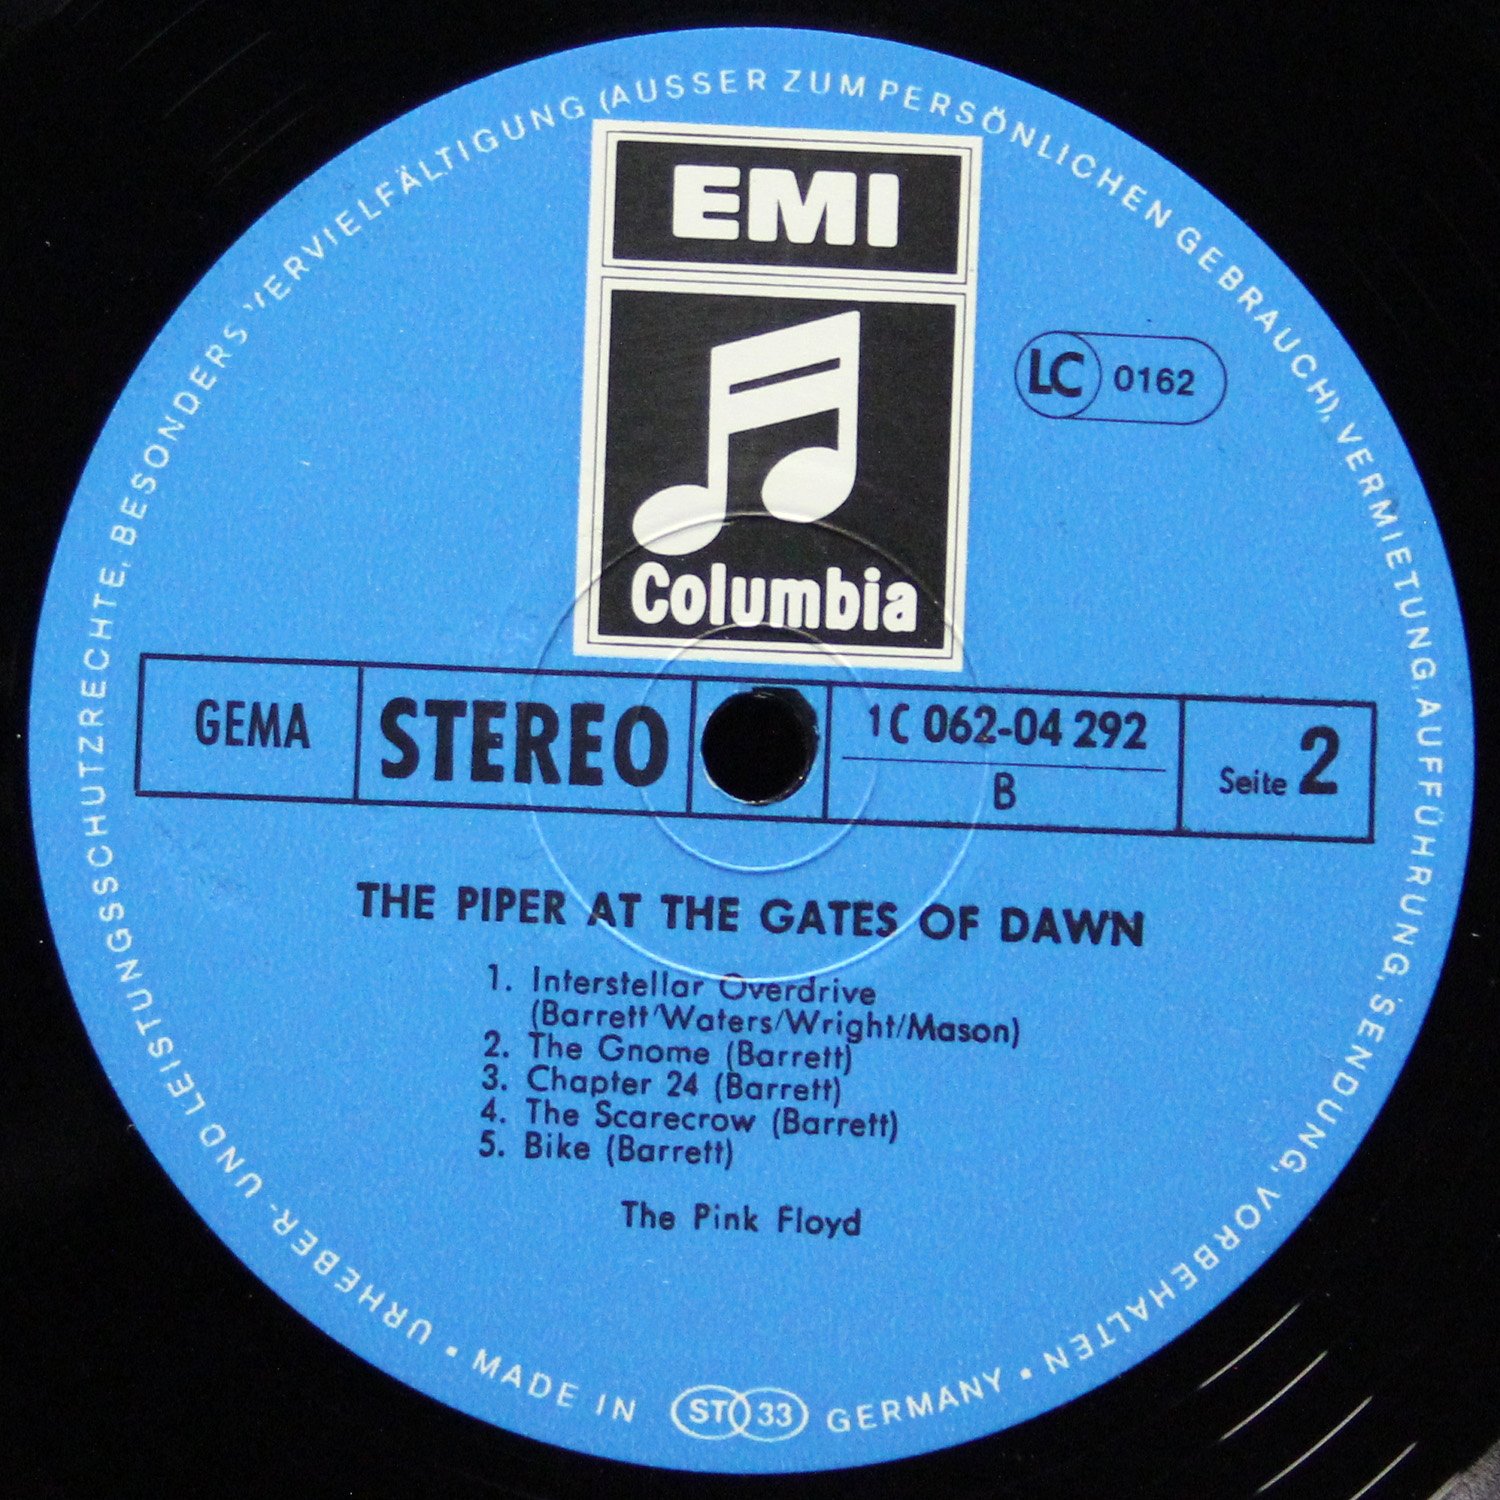 URHEBER- UND LEISTUNGSSCHUTZRECHTE, BESONDERS VERVIELFÄLTIGUNG (AUSSER ZUM PERSÖNLICHEN GEBRAUCH), VERMIETUNG, AUFFÜHRUNG, SENDUNG, VORBEHALTEN •
EMI
Columbia
LC 0162
GEMA
STEREO
1C 062-04 292
B
Seite 2
THE PIPER AT THE GATES OF DAWN
1. Interstellar Overdrive
(Barrett/Waters/Wright/Mason)
2. The Gnome (Barrett)
3. Chapter 24 (Barrett)
4. The Scarecrow (Barrett)
5. Bike (Barrett)
The Pink Floyd
• MADE IN ST 33 GERMANY